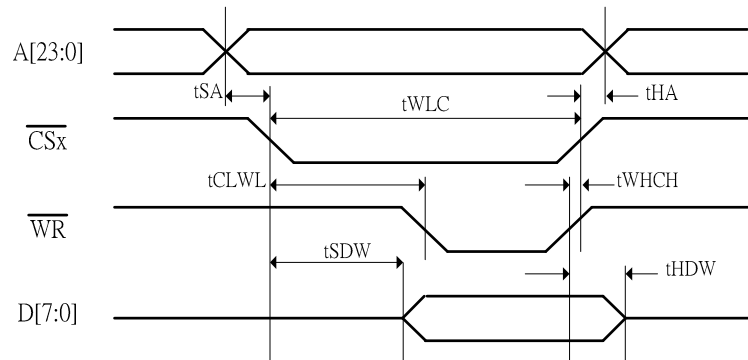 A[23:0]
tSA
tWLC
tHA
CSx
tCLWL
tWHCH
WR
tSDW
tHDW
D[7:0]